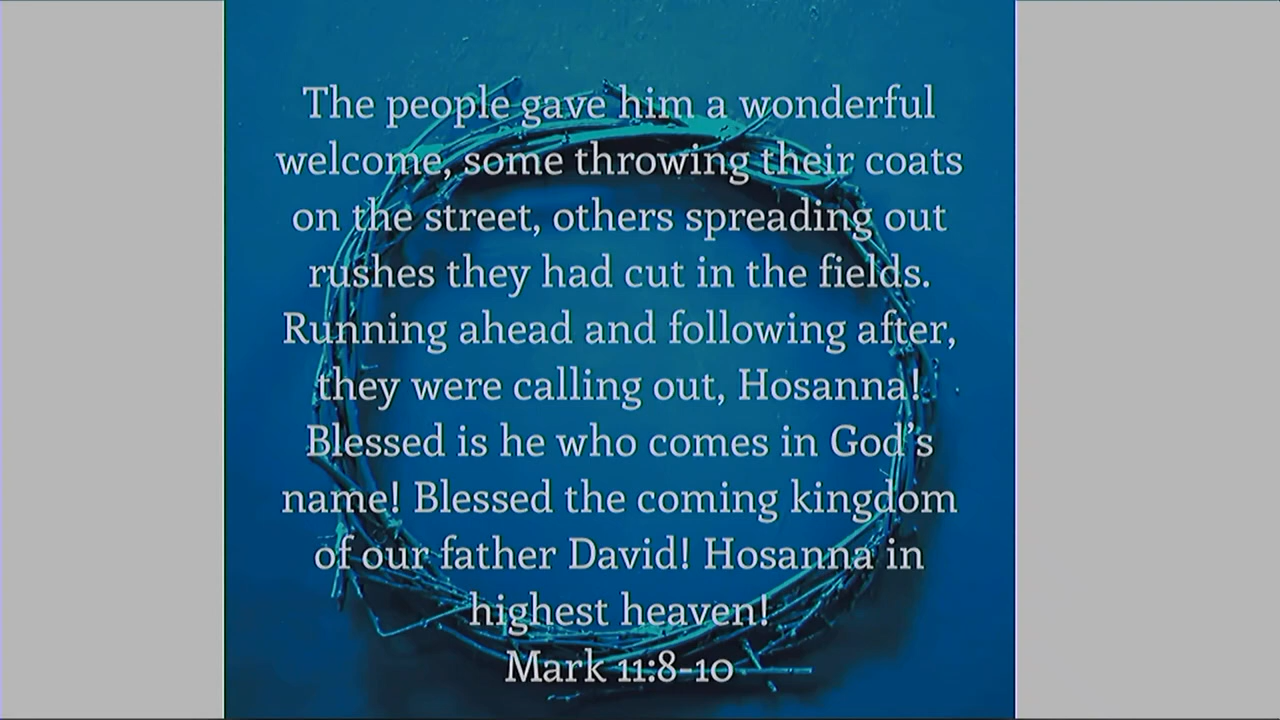 The people gave him a wonderful
welcome, some throwing their coats
on the street, others spreading out
rushes they had cut in the fields.
Running ahead and following after,
they were calling out, Hosanna!
Blessed is he who comes in God’s
name! Blessed the coming kingdom
of our father David! Hosanna in
highest heaven!
Mark 11:8-10